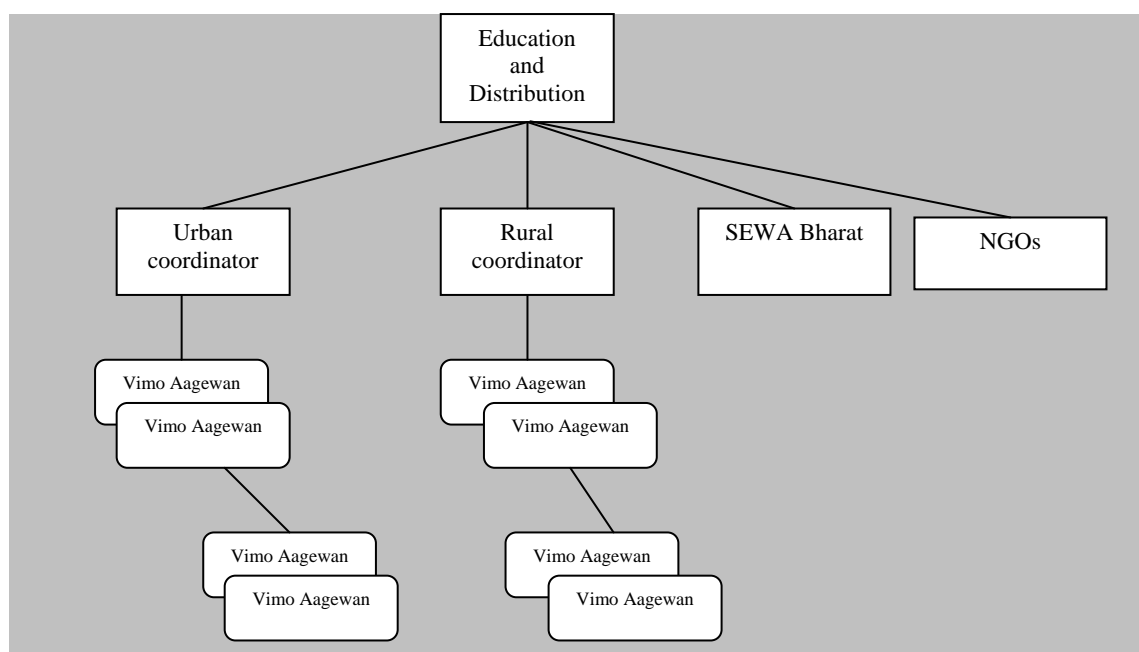 Education
and
Distribution
Urban
coordinator
Rural
coordinator
SEWA Bharat
NGOs
Vimo Aagewan
Vimo Aagewan
Vimo Aagewan
Vimo Aagewan
Vimo Aagewan
Vimo Aagewan
Vimo Aagewan
Vimo Aagewan